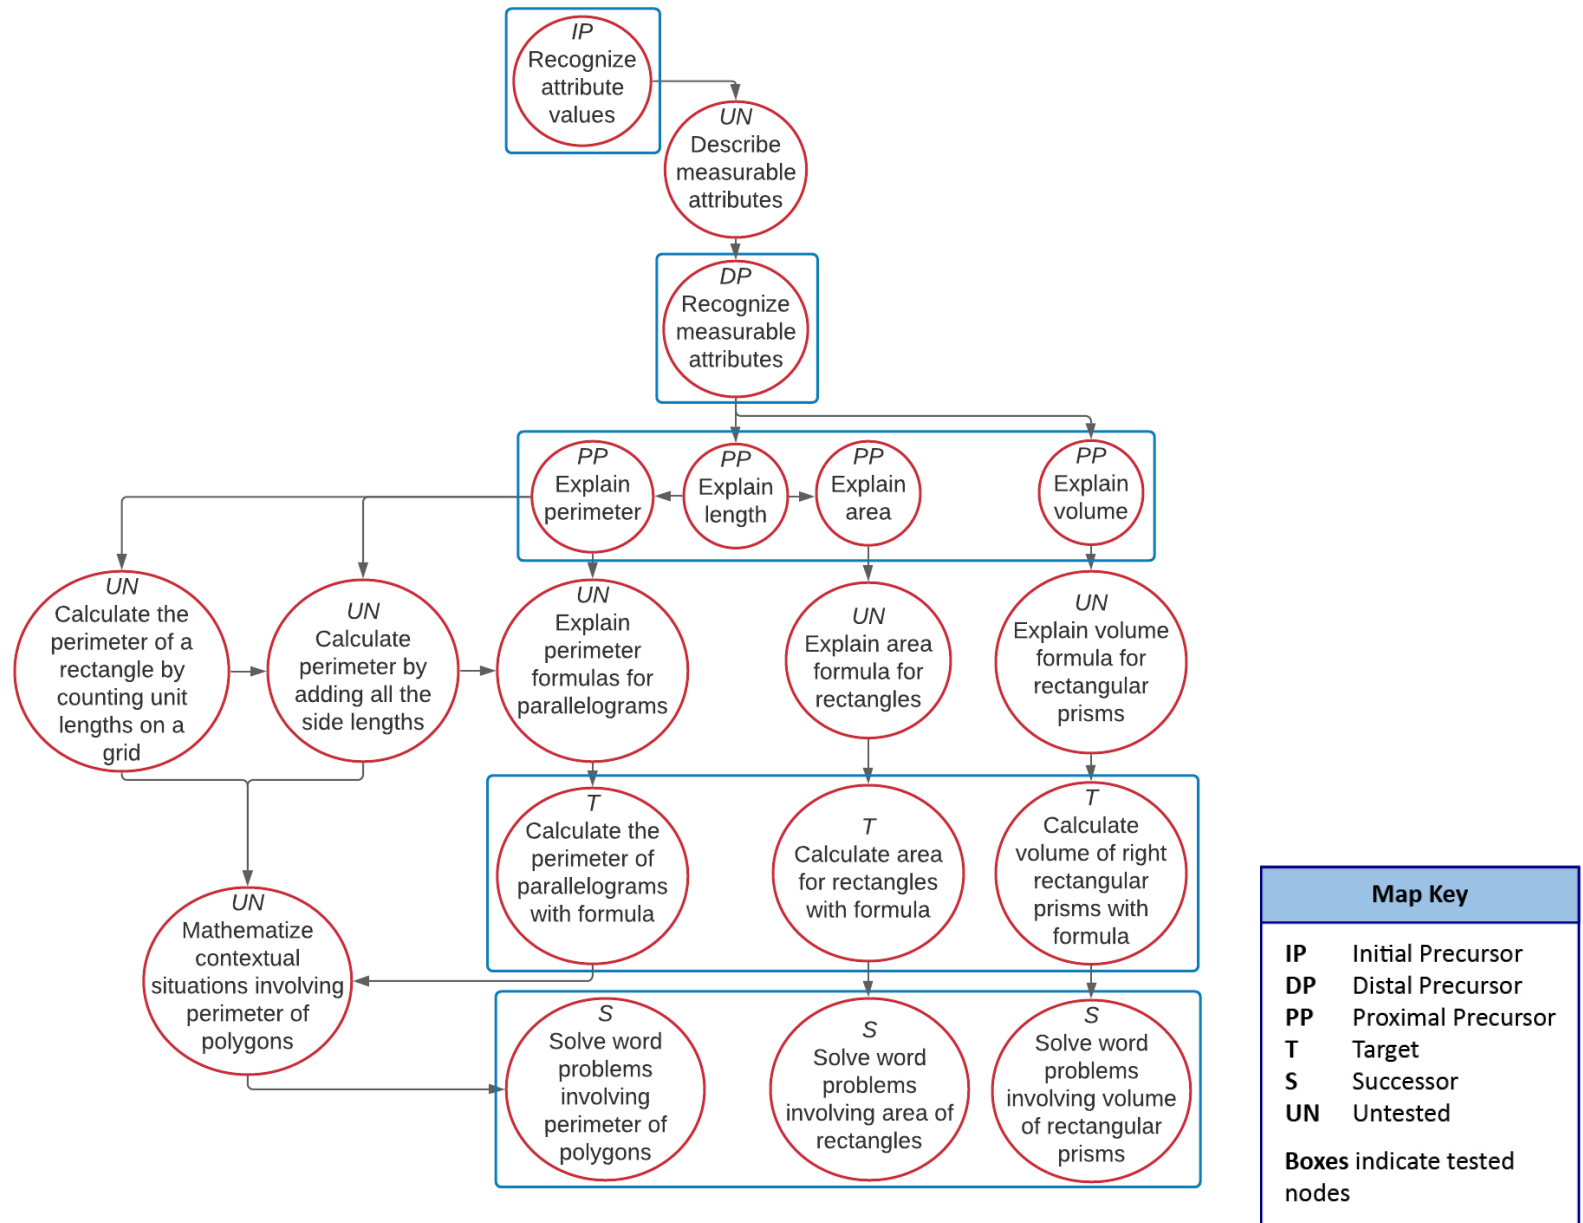 IP
Recognize
attribute
values
UN
Describe
measurable
attributes
DP
Recognize
measurable
attributes
PP
Explain
perimeter
PP
Explain
length
PP
Explain
area
PP
Explain
volume
UN
Calculate the
perimeter of a
rectangle by
counting unit
lengths on a
grid
UN
Calculate
perimeter by
adding all the
side lengths
UN
Explain
perimeter
formulas for
parallelograms
UN
Explain area
formula for
rectangles
UN
Explain volume
formula for
rectangular
prisms
T
Calculate the
perimeter of
parallelograms
with formula
T
Calculate area
for rectangles
with formula
T
Calculate
volume of right
rectangular
prisms with
formula
UN
Mathematize
contextual
situations involving
perimeter of
polygons
S
Solve word
problems
involving
perimeter of
polygons
S
Solve word
problems
involving area of
rectangles
S
Solve word
problems
involving volume
of rectangular
prisms
Map Key
IP Initial Precursor
DP Distal Precursor
PP Proximal Precursor
T Target
S Successor
UN Untested
Boxes indicate tested
nodes